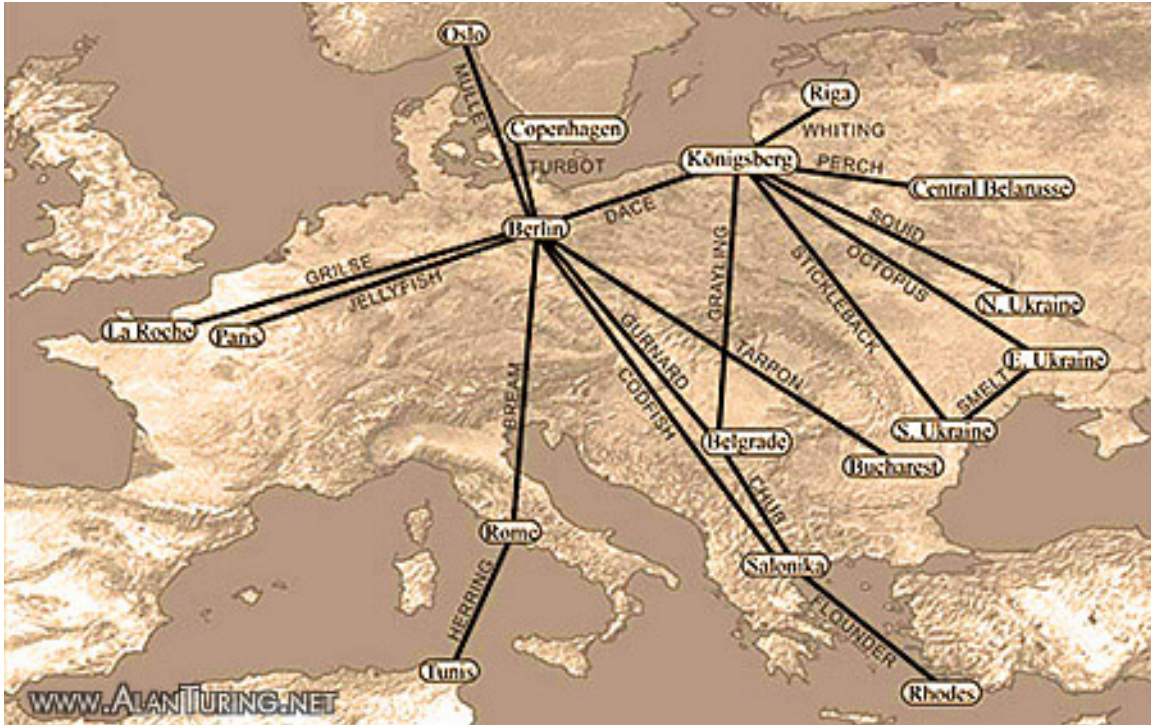 Oslo
MULLET
Riga
Copenhagen
WHITING
TURBOT
Königsberg
PERCH
Central Belarusse
DACE
SQUID
Berlin
GRAYLING
OCTOPUS
STICKLEBACK
GRILSE
JELLYFISH
N. Ukraine
La Roche
Paris
GURNARD
TARPON
E. Ukraine
CODFISH
BREAM
SMELT
S. Ukraine
Belgrade
Bucharest
CHUB
Rome
Salonika
HERRING
FLOUNDER
Tunis
Rhodes
www.AlanTuring.net